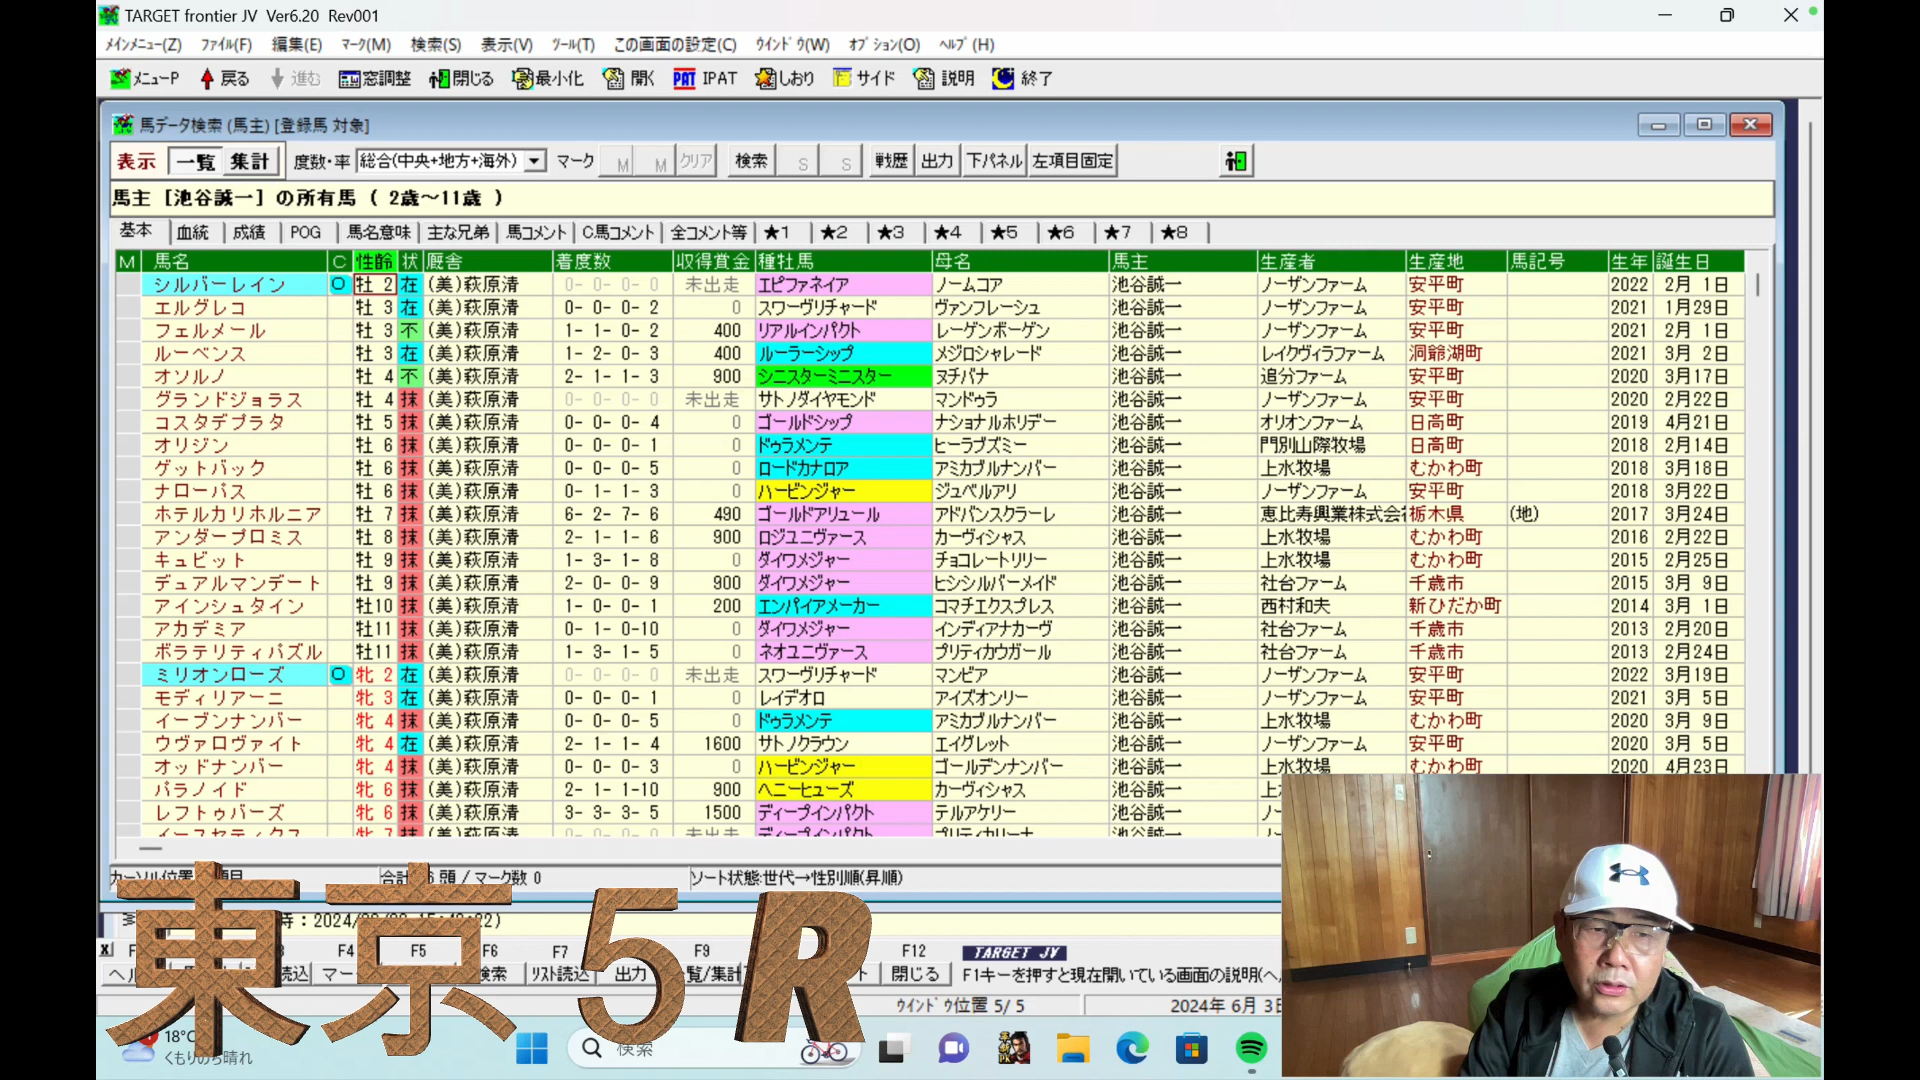 TARGET frontier JV Ver6.20 Rev001
ﾒｲﾝﾒﾆｭｰ(Z) ﾌｧｲﾙ(F) 編集(E) ﾏｰｸ(M) 検索(S) 表示(V) ﾂｰﾙ(T) この画面の設定(C) ｳｲﾝﾄﾞｳ(W) ｵﾌﾟｼｮﾝ(O) ﾍﾙﾌﾟ(H)
メニューP 戻る 進む 窓調整 閉じる 最小化 開く PAT IPAT しおり サイド 説明 終了
馬データ検索(馬主) [登録馬 対象]
表示 一覧 集計 度数・率 総合(中央+地方+海外) マーク M M クリア 検索 S S 戦歴 出力 下パネル 左項目固定
馬主 [池谷誠一] の所有馬 ( 2歳～11歳 )
基本 血統 成績 POG 馬名意味 主な兄弟 馬コメント C.馬コメント 全コメント等 ★1 ★2 ★3 ★4 ★5 ★6 ★7 ★8
M 馬名 C 性齢 状 厩舎 着度数 収得賞金 種牡馬 母名 馬主 生産者 生産地 馬記号 生年 誕生日
シルバーレイン O 牡 2 在 (美)萩原清 0- 0- 0- 0 未出走 エピファネイア ノームコア 池谷誠一 ノーザンファーム 安平町 2022 2月 1日
エルグレコ 牡 3 在 (美)萩原清 0- 0- 0- 2 0 スワーヴリチャード ヴァンフレーシュ 池谷誠一 ノーザンファーム 安平町 2021 1月29日
フェルメール 牡 3 不 (美)萩原清 1- 1- 0- 2 400 リアルインパクト レーゲンボーゲン 池谷誠一 ノーザンファーム 安平町 2021 2月 1日
ルーベンス 牡 3 在 (美)萩原清 1- 2- 0- 3 400 ルーラーシップ メジロシャレード 池谷誠一 レイクヴィラファーム 洞爺湖町 2021 3月 2日
オソルノ 牡 4 不 (美)萩原清 2- 1- 1- 3 900 シニスターミニスター ヌチバナ 池谷誠一 追分ファーム 安平町 2020 3月17日
グランドジョラス 牡 4 抹 (美)萩原清 0- 0- 0- 0 未出走 サトノダイヤモンド マンドゥラ 池谷誠一 ノーザンファーム 安平町 2020 2月22日
コスタデプラタ 牡 5 抹 (美)萩原清 0- 0- 0- 4 0 ゴールドシップ ナショナルホリデー 池谷誠一 オリオンファーム 日高町 2019 4月21日
オリジン 牡 6 抹 (美)萩原清 0- 0- 0- 1 0 ドゥラメンテ ヒーラブズミー 池谷誠一 門別山際牧場 日高町 2018 2月14日
ゲットバック 牡 6 抹 (美)萩原清 0- 0- 0- 5 0 ロードカナロア アミカブルナンバー 池谷誠一 上水牧場 むかわ町 2018 3月18日
ナローパス 牡 6 抹 (美)萩原清 0- 1- 1- 3 0 ハービンジャー ジュベルアリ 池谷誠一 ノーザンファーム 安平町 2018 3月22日
ホテルカリホルニア 牡 7 抹 (美)萩原清 6- 2- 7- 6 490 ゴールドアリュール アドバンスクラーレ 池谷誠一 恵比寿興業株式会 栃木県 (地) 2017 3月24日
アンダープロミス 牡 8 抹 (美)萩原清 2- 1- 1- 6 900 ロジユニヴァース カーヴィシャス 池谷誠一 上水牧場 むかわ町 2016 2月22日
キュビット 牡 9 抹 (美)萩原清 1- 3- 1- 8 0 ダイワメジャー チョコレートリリー 池谷誠一 上水牧場 むかわ町 2015 2月25日
デュアルマンデート 牡 9 抹 (美)萩原清 2- 0- 0- 9 900 ダイワメジャー ヒシシルバーメイド 池谷誠一 社台ファーム 千歳市 2015 3月 9日
アインシュタイン 牡10 抹 (美)萩原清 1- 0- 0- 1 200 エンパイアメーカー コマチエクスプレス 池谷誠一 西村和夫 新ひだか町 2014 3月 1日
アカデミア 牡11 抹 (美)萩原清 0- 1- 0-10 0 ダイワメジャー インディアナカーヴ 池谷誠一 社台ファーム 千歳市 2013 2月20日
ボラテリティパズル 牡11 抹 (美)萩原清 1- 3- 1- 5 0 ネオユニヴァース プリティカウガール 池谷誠一 社台ファーム 千歳市 2013 2月24日
ミリオンローズ O 牝 2 在 (美)萩原清 0- 0- 0- 0 未出走 スワーヴリチャード マンビア 池谷誠一 ノーザンファーム 安平町 2022 3月19日
モディリアーニ 牝 3 在 (美)萩原清 0- 0- 0- 1 0 レイデオロ アイズオンリー 池谷誠一 ノーザンファーム 安平町 2021 3月 5日
イーブンナンバー 牝 4 抹 (美)萩原清 0- 0- 0- 5 0 ドゥラメンテ アミカブルナンバー 池谷誠一 上水牧場 むかわ町 2020 3月 9日
ウヴァロヴァイト 牝 4 在 (美)萩原清 2- 1- 1- 4 1600 サトノクラウン エイグレット 池谷誠一 ノーザンファーム 安平町 2020 3月 5日
オッドナンバー 牝 4 抹 (美)萩原清 0- 0- 0- 3 0 ハービンジャー ゴールデンナンバー 池谷誠一 上水牧場 むかわ町 2020 4月23日
パラノイド 牝 6 抹 (美)萩原清 2- 1- 1-10 900 ヘニーヒューズ カーヴィシャス 池谷誠一 上
レフトゥバーズ 牝 6 抹 (美)萩原清 3- 3- 3- 5 1500 ディープインパクト テルアケリー 池谷誠一
牝 7 抹 (美)萩原清 0- 0- 0- 0 未出走 ディープインパクト プリティカリーナ 池谷誠一
カーソル位置 項目 合計 6 頭 / マーク数 0 ソート状態:世代→性別順(昇順)
時：2024/
F4 F5 F6 F7 F9 F12 TARGET JV
読込 マー 検索 ﾘｽﾄ読込 出力 覧/集計 ト 閉じる F1キーを押すと現在開いている画面の説明(ヘ
東京5R
ｳｲﾝﾄﾞｳ位置 5/ 5 2024年 6月 3日
18°C
くもりのち晴れ
検索